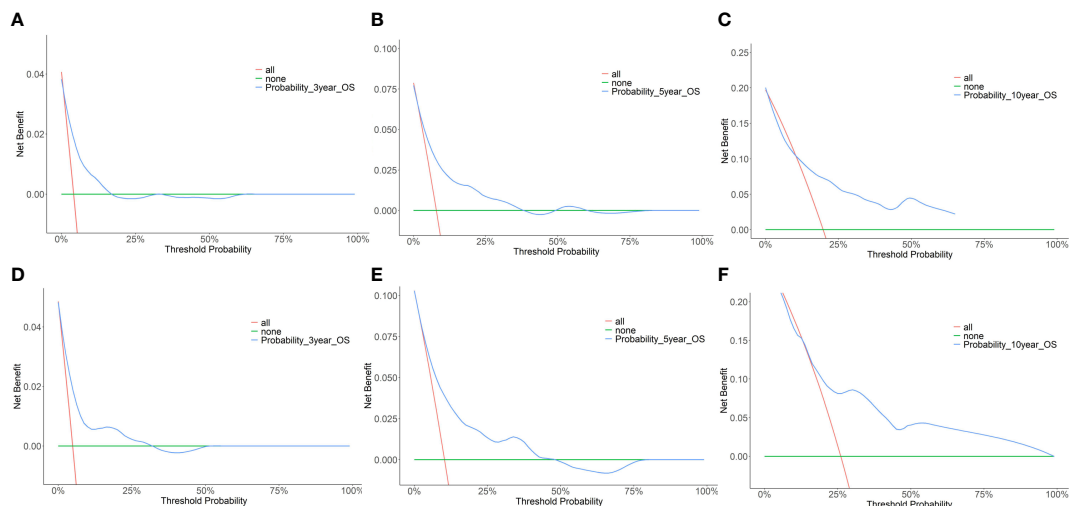 A
0.04
0.02
0.00
Net Benefit
all
none
Probability_3year_OS
0% 25% 50% 75% 100%
Threshold Probability
B
0.100
0.075
0.050
0.025
0.000
Net Benefit
all
none
Probability_5year_OS
0% 25% 50% 75% 100%
Threshold Probability
C
0.25
0.20
0.15
0.10
0.05
0.00
Net Benefit
all
none
Probability_10year_OS
0% 25% 50% 75% 100%
Threshold Probability
D
0.04
0.02
0.00
Net Benefit
all
none
Probability_3year_OS
0% 25% 50% 75% 100%
Threshold Probability
E
0.100
0.075
0.050
0.025
0.000
Net Benefit
all
none
Probability_5year_OS
0% 25% 50% 75% 100%
Threshold Probability
F
0.20
0.15
0.10
0.05
0.00
Net Benefit
all
none
Probability_10year_OS
0% 25% 50% 75% 100%
Threshold Probability